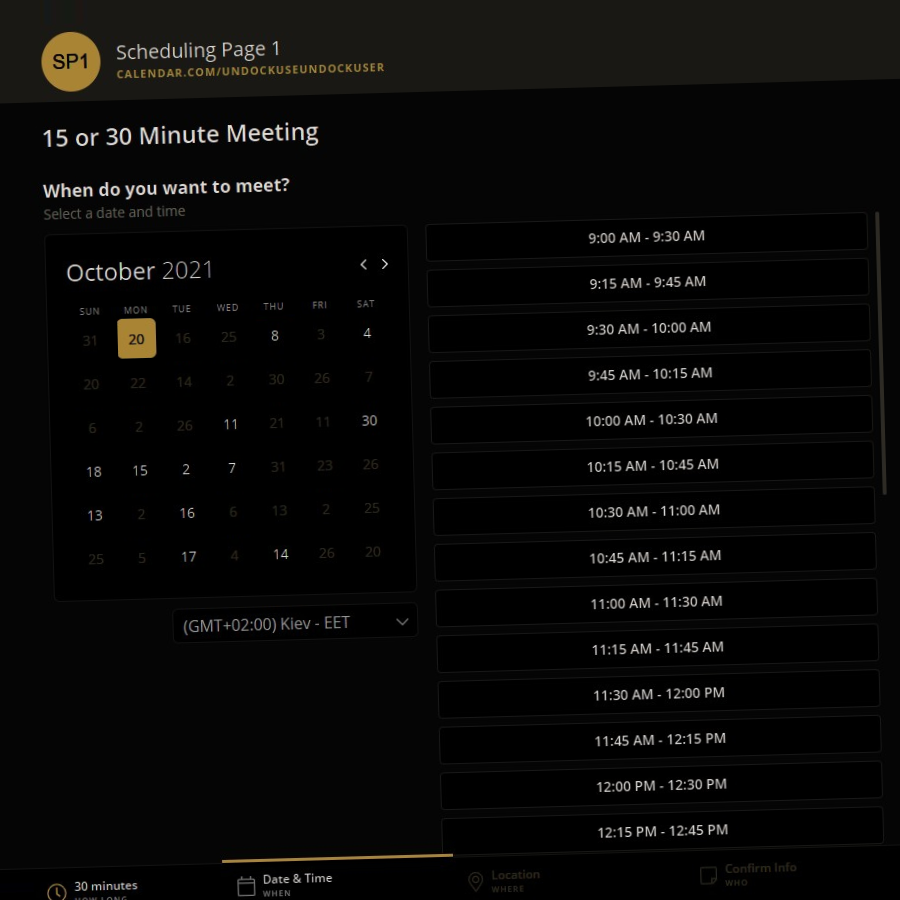 SP1
Scheduling Page 1
CALENDAR.COM/UNDOCKUSEUNDOCKUSER
15 or 30 Minute Meeting
When do you want to meet?
Select a date and time
October 2021
SUN MON TUE WED THU FRI SAT
31 20 16 25 8 3 4
20 22 14 2 30 26 7
6 2 26 11 21 11 30
18 15 2 7 31 23 26
13 2 16 6 13 2 25
25 5 17 4 14 26 20
(GMT+02:00) Kiev - EET
9:00 AM - 9:30 AM
9:15 AM - 9:45 AM
9:30 AM - 10:00 AM
9:45 AM - 10:15 AM
10:00 AM - 10:30 AM
10:15 AM - 10:45 AM
10:30 AM - 11:00 AM
10:45 AM - 11:15 AM
11:00 AM - 11:30 AM
11:15 AM - 11:45 AM
11:30 AM - 12:00 PM
11:45 AM - 12:15 PM
12:00 PM - 12:30 PM
12:15 PM - 12:45 PM
30 minutes
HOW LONG
Date & Time
WHEN
Location
WHERE
Confirm Info
WHO